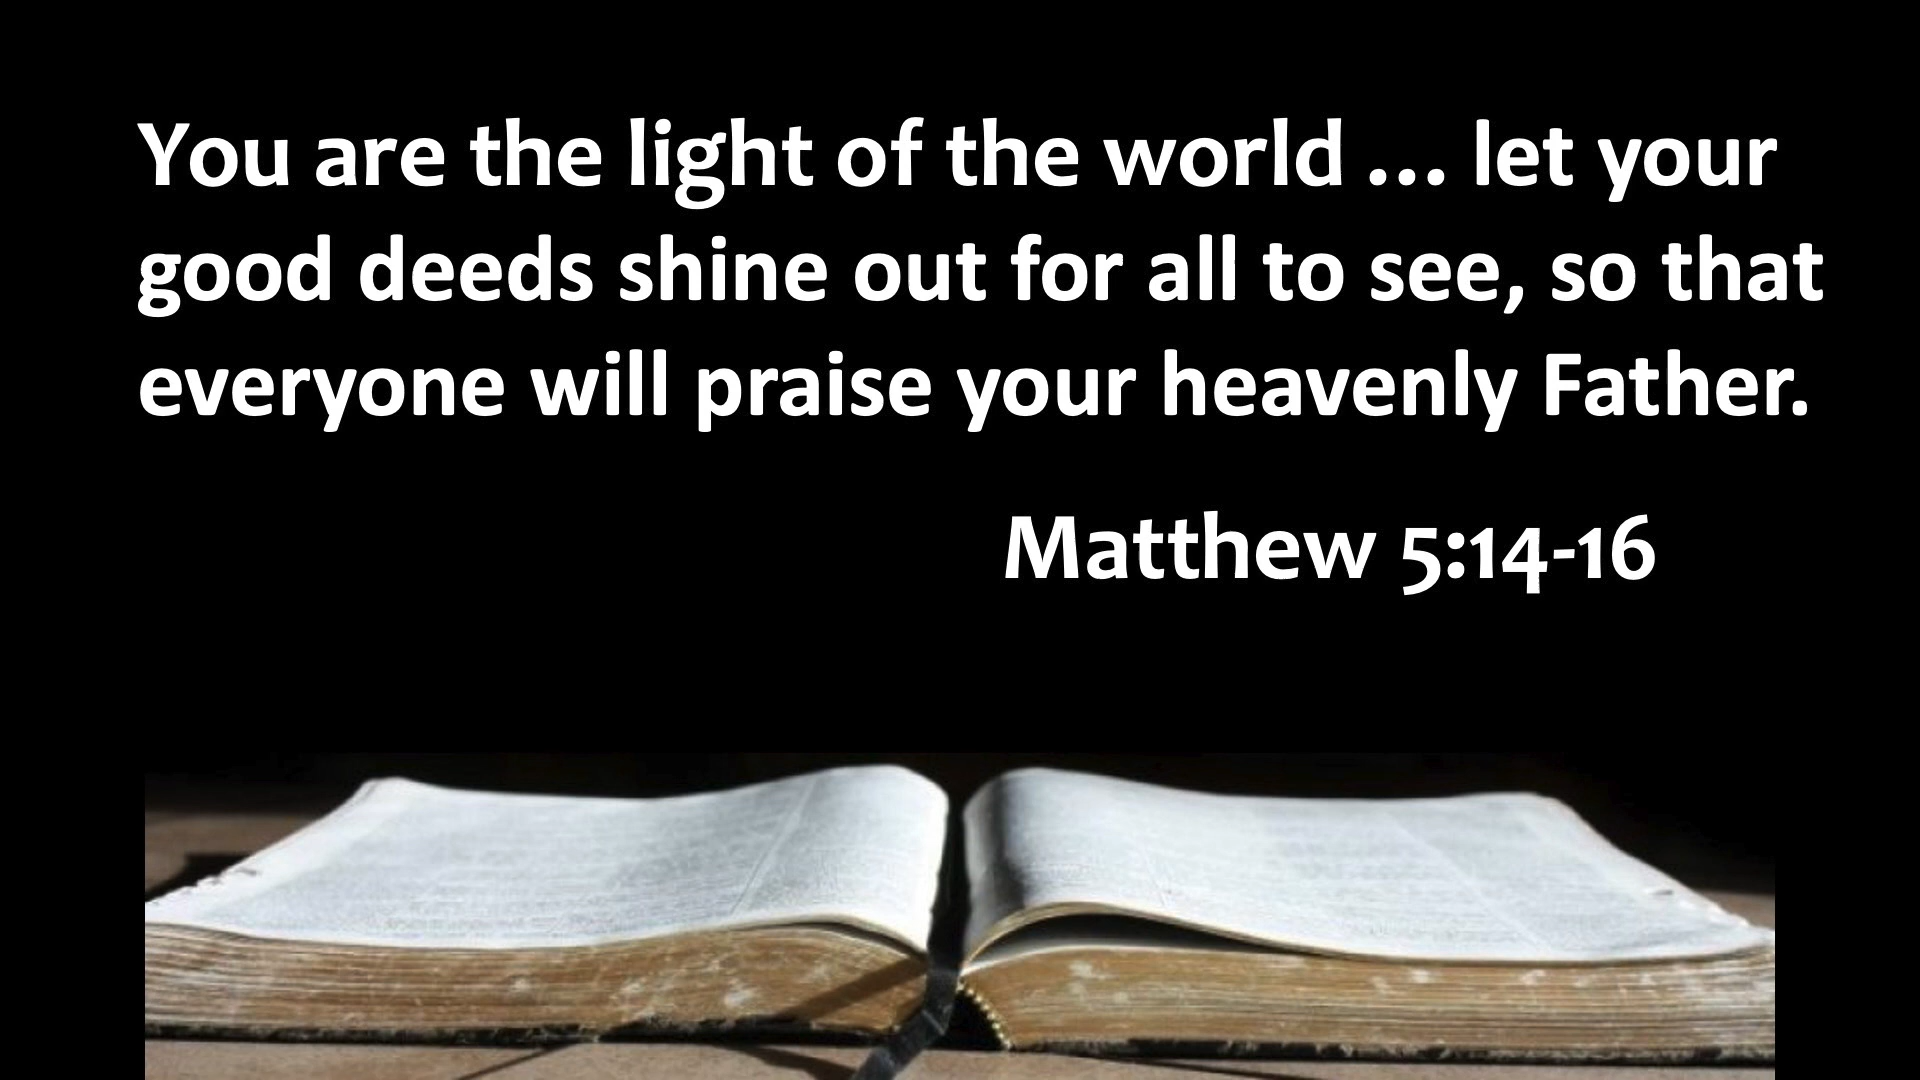 You are the light of the world … let your
good deeds shine out for all to see, so that
everyone will praise your heavenly Father.
Matthew 5:14-16